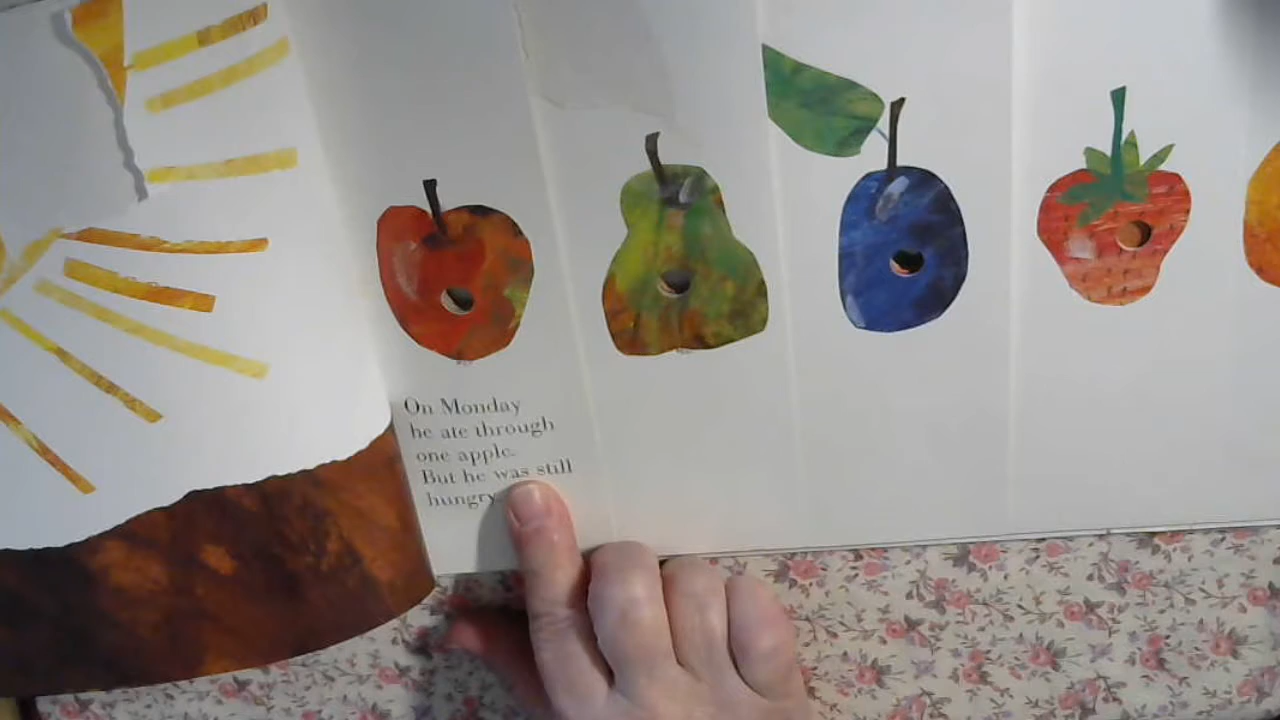 On Monday
he ate through
one apple.
But he was still
hungry